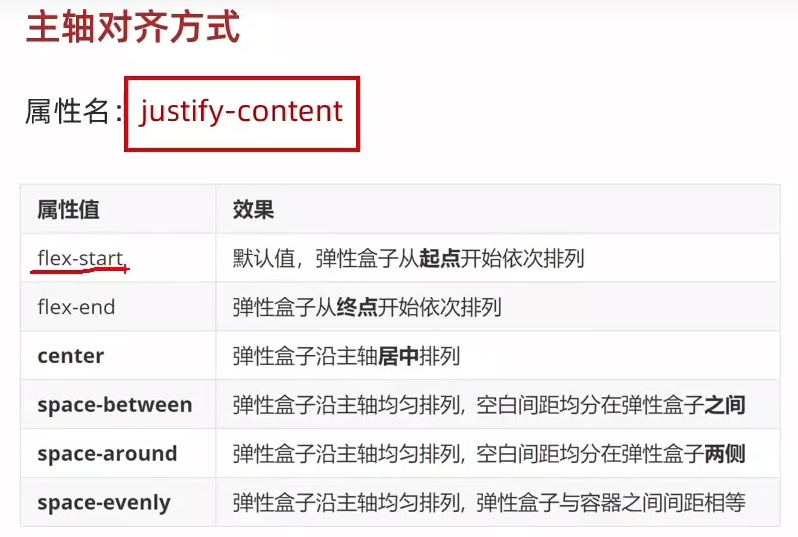 主轴对齐方式
属性名：justify-content
属性值 效果
flex-start 默认值，弹性盒子从起点开始依次排列
flex-end 弹性盒子从终点开始依次排列
center 弹性盒子沿主轴居中排列
space-between 弹性盒子沿主轴均匀排列, 空白间距均分在弹性盒子之间
space-around 弹性盒子沿主轴均匀排列, 空白间距均分在弹性盒子两侧
space-evenly 弹性盒子沿主轴均匀排列, 弹性盒子与容器之间间距相等